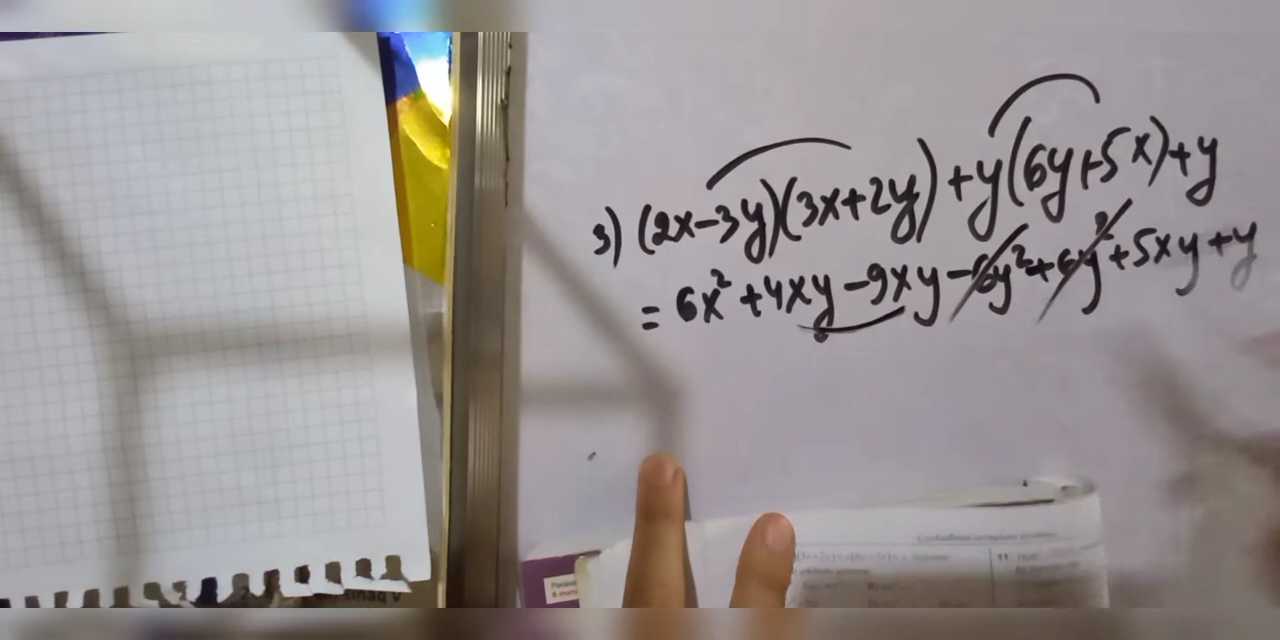 3) (2x-3y)(3x+2y)+y(6y+5x)+y
= 6x²+4xy-9xy-6y²+6y²+5xy+y